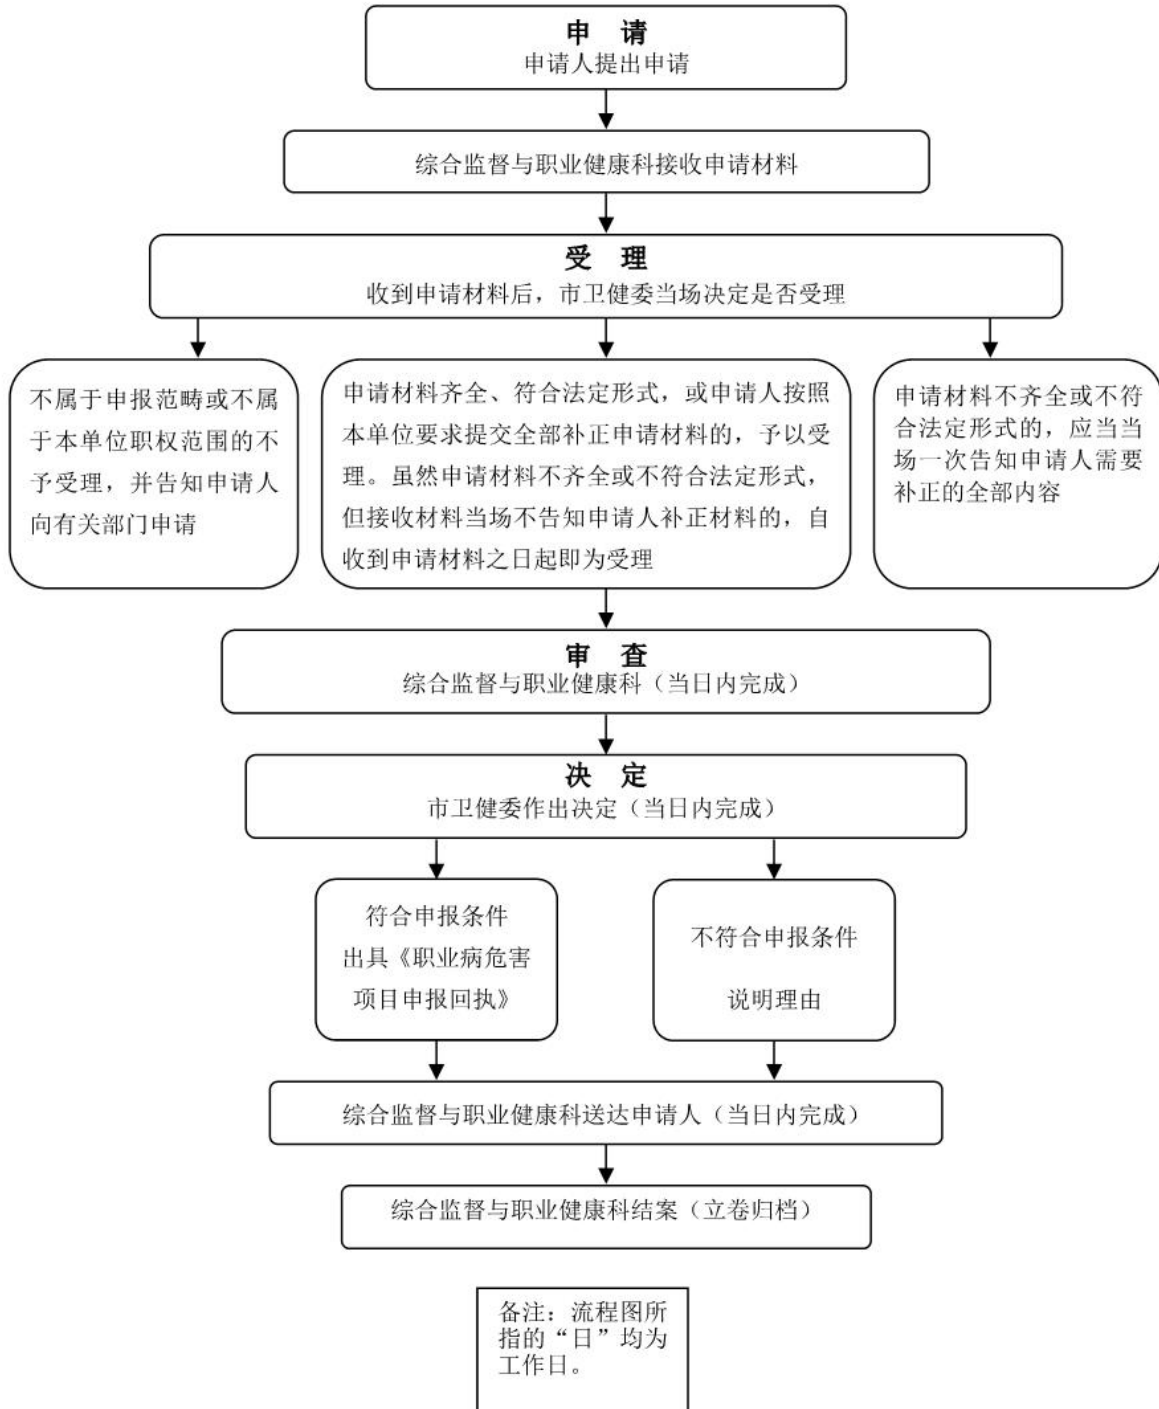 申 请
申请人提出申请
综合监督与职业健康科接收申请材料
受 理
收到申请材料后，市卫健委当场决定是否受理
不属于申报范畴或不属
于本单位职权范围的不
予受理，并告知申请人
向有关部门申请
申请材料齐全、符合法定形式，或申请人按照
本单位要求提交全部补正申请材料的，予以受
理。虽然申请材料不齐全或不符合法定形式，
但接收材料当场不告知申请人补正材料的，自
收到申请材料之日起即为受理
申请材料不齐全或不符
合法定形式的，应当当
场一次告知申请人需要
补正的全部内容
审 查
综合监督与职业健康科（当日内完成）
决 定
市卫健委作出决定（当日内完成）
符合申报条件
出具《职业病危害
项目申报回执》
不符合申报条件
说明理由
综合监督与职业健康科送达申请人（当日内完成）
综合监督与职业健康科结案（立卷归档）
备注：流程图所
指的“日”均为
工作日。